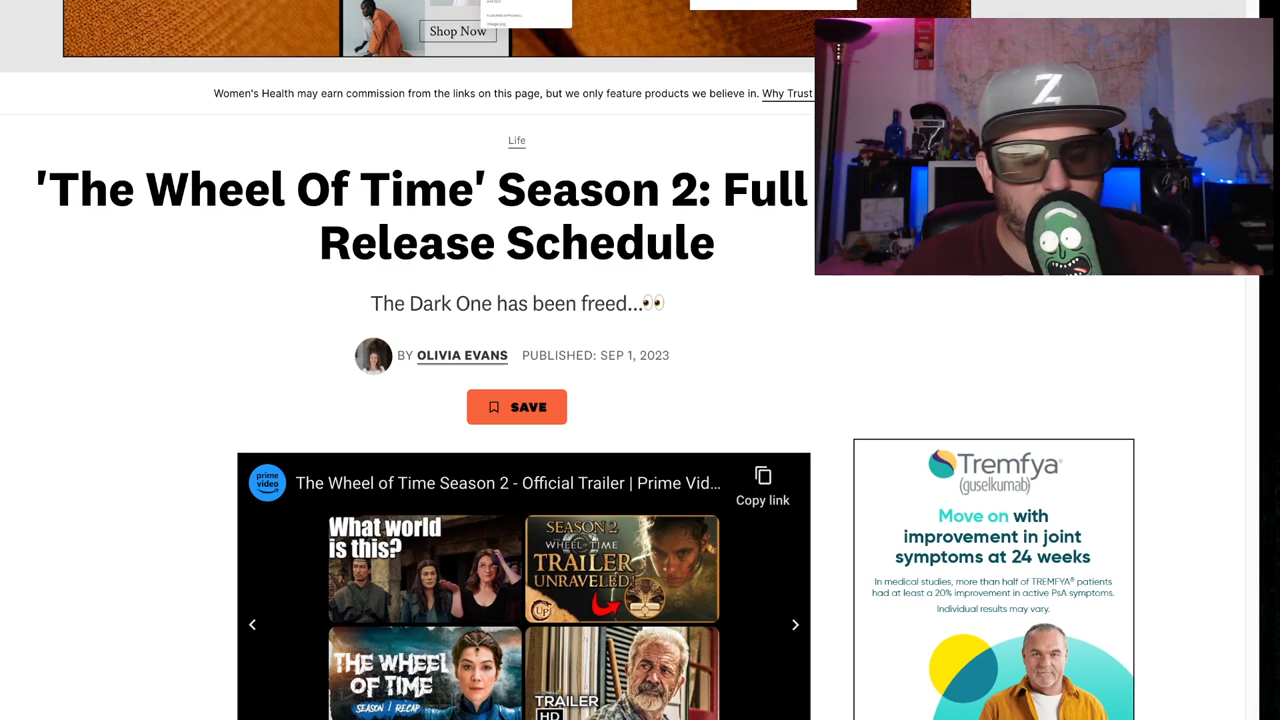 Shop Now
Women's Health may earn commission from the links on this page, but we only feature products we believe in. Why Trust
Life
'The Wheel Of Time' Season 2: Full
Release Schedule
The Dark One has been freed...👀
BY OLIVIA EVANS PUBLISHED: SEP 1, 2023
SAVE
prime video
The Wheel of Time Season 2 - Official Trailer | Prime Vid...
Copy link
What world
is this?
SEASON 2
WHEEL OF TIME
TRAILER
UNRAVELED!
UP
THE WHEEL
OF TIME
SEASON 1 RECAP
TRAILER
HD
Tremfya®
(guselkumab)
Move on with
improvement in joint
symptoms at 24 weeks
In medical studies, more than half of TREMFYA® patients
had at least a 20% improvement in active PsA symptoms.
Individual results may vary.
Z